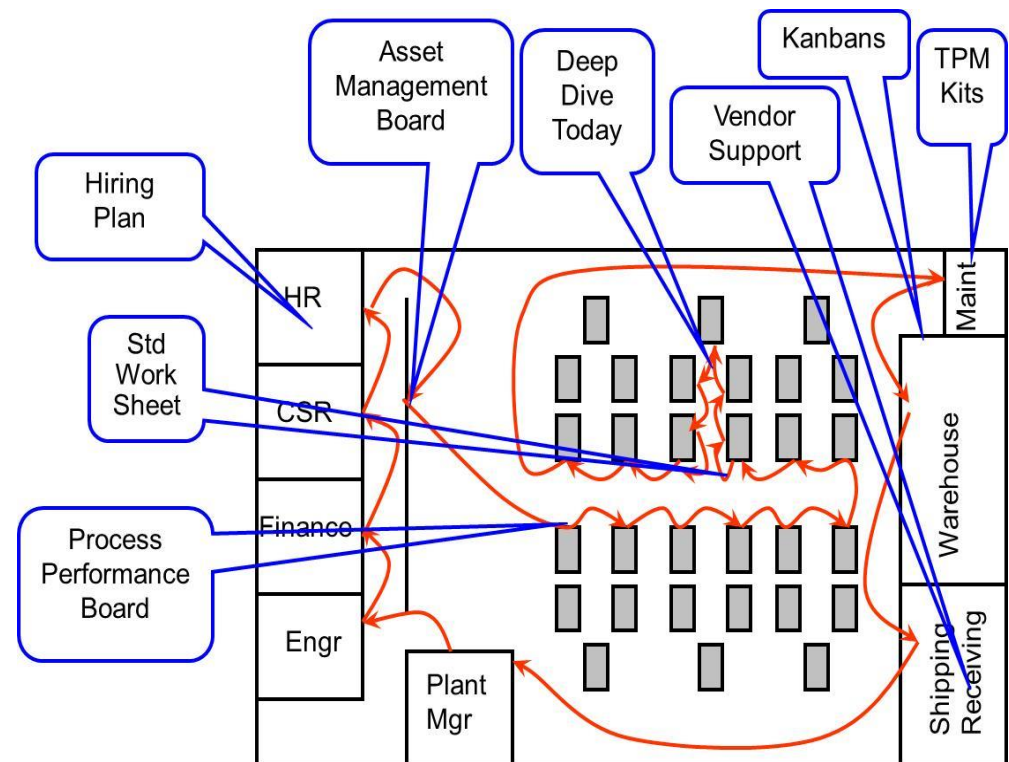 Asset
Management
Board
Deep
Dive
Today
Kanbans
TPM
Kits
Vendor
Support
Hiring
Plan
HR
Maint
Std
Work
Sheet
CSR
Warehouse
Process
Performance
Board
Finance
Engr
Plant
Mgr
Shipping
Receiving